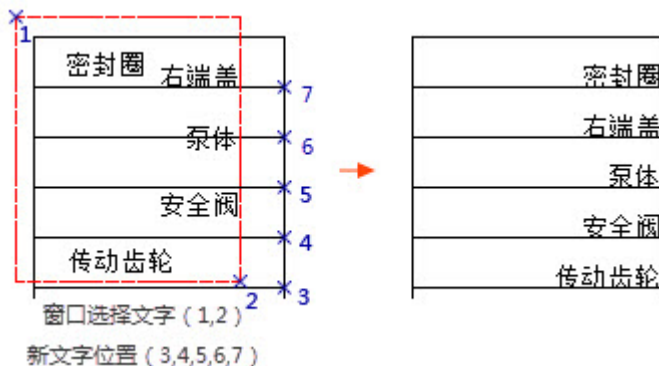 1
密封圈
右端盖
7
泵体
6
安全阀
5
传动齿轮
4
2
3
密封圈
右端盖
泵体
安全阀
传动齿轮
窗口选择文字(1,2)
新文字位置(3,4,5,6,7)